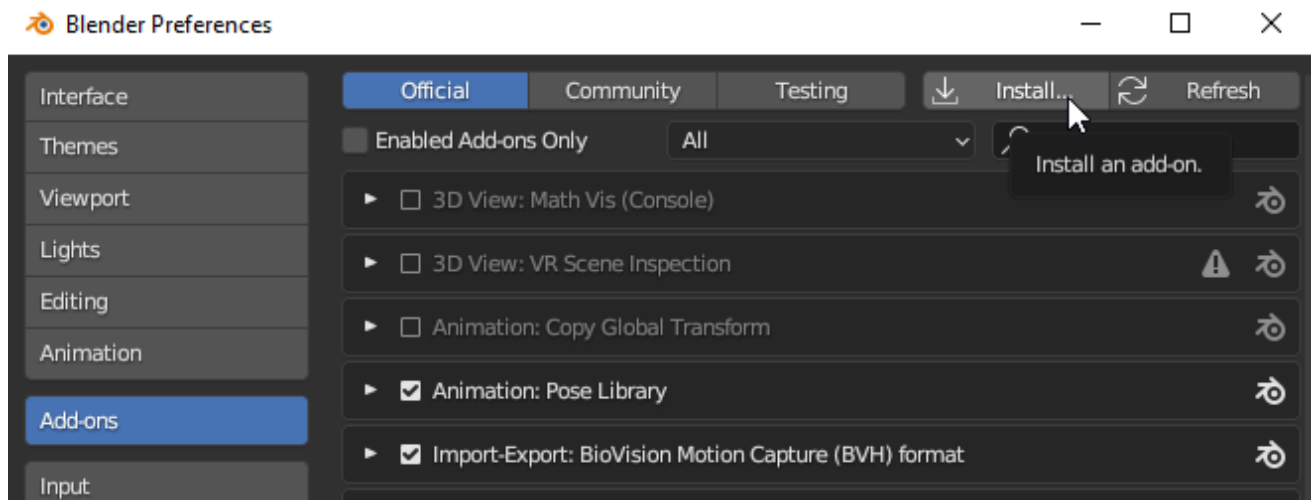 Blender Preferences
Interface
Themes
Viewport
Lights
Editing
Animation
Add-ons
Input
Official Community Testing Install... Refresh
Enabled Add-ons Only All
Install an add-on.
3D View: Math Vis (Console)
3D View: VR Scene Inspection
Animation: Copy Global Transform
Animation: Pose Library
Import-Export: BioVision Motion Capture (BVH) format